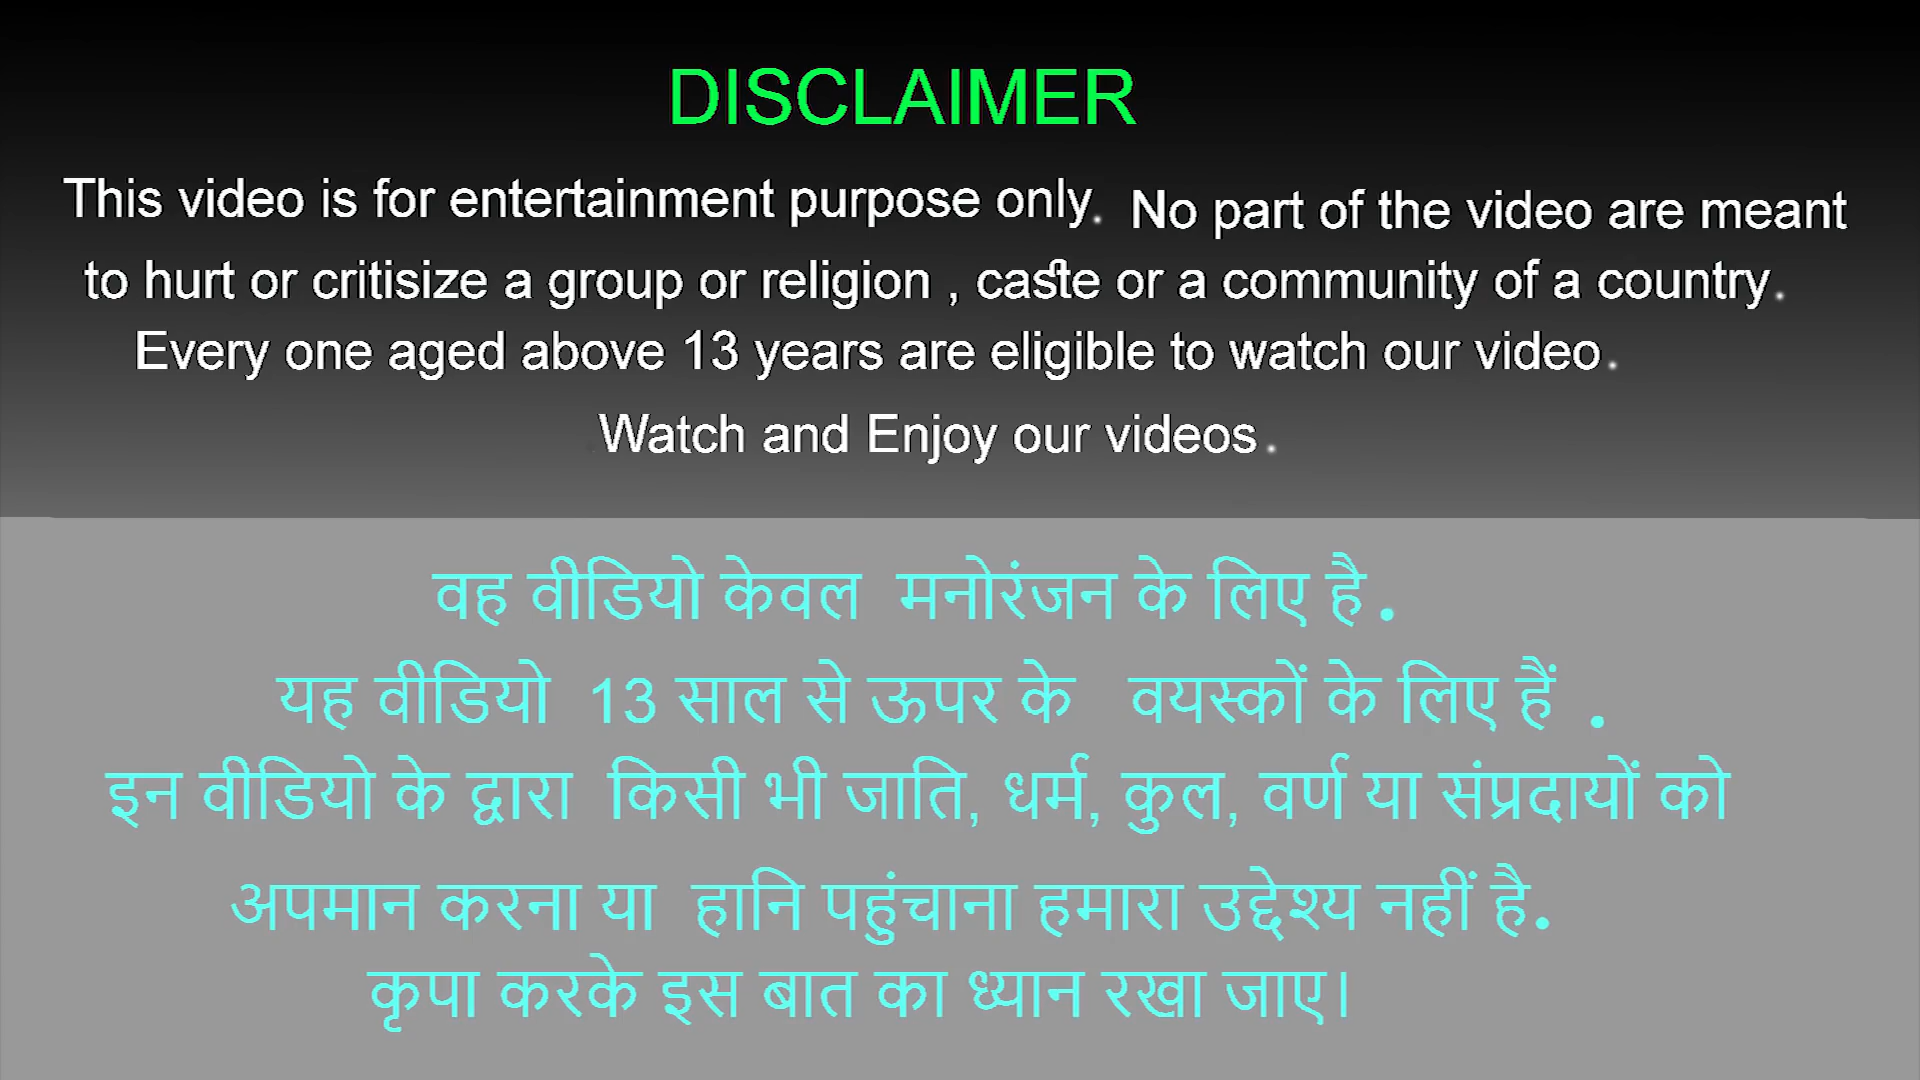 DISCLAIMER
This video is for entertainment purpose only. No part of the video are meant
to hurt or critisize a group or religion , caste or a community of a country.
Every one aged above 13 years are eligible to watch our video.
Watch and Enjoy our videos.
वह वीडियो केवल मनोरंजन के लिए है.
यह वीडियो 13 साल से ऊपर के वयस्कों के लिए हैं .
इन वीडियो के द्वारा किसी भी जाति, धर्म, कुल, वर्ण या संप्रदायों को
अपमान करना या हानि पहुंचाना हमारा उद्देश्य नहीं है.
कृपा करके इस बात का ध्यान रखा जाए।